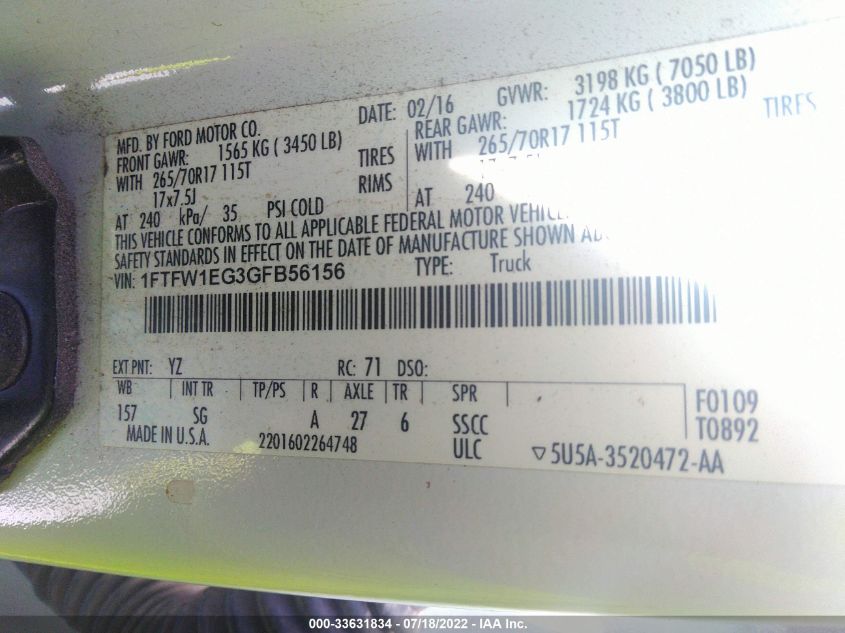 MFD. BY FORD MOTOR CO.
DATE: 02/16 GVWR: 3198 KG ( 7050 LB)
FRONT GAWR: 1565 KG ( 3450 LB)
REAR GAWR: 1724 KG ( 3800 LB)
WITH 265/70R17 115T TIRES
WITH 265/70R17 115T TIRES
17x7.5J RIMS
AT 240 kPa/ 35 PSI COLD
AT 240
THIS VEHICLE CONFORMS TO ALL APPLICABLE FEDERAL MOTOR
SAFETY STANDARDS IN EFFECT ON THE DATE OF MANUFACTURE SHOWN
VIN: 1FTFW1EG3GFB56156 TYPE: Truck
EXT PNT: YZ RC: 71 DSO:
WB INT TR TP/PS R AXLE TR SPR
157 SG A 27 6 SSCC
F0109
T0892
MADE IN U.S.A. 2201602264748 ULC ▽5U5A-3520472-AA
000-33631834 / 07/18/2022 - IAA Inc.